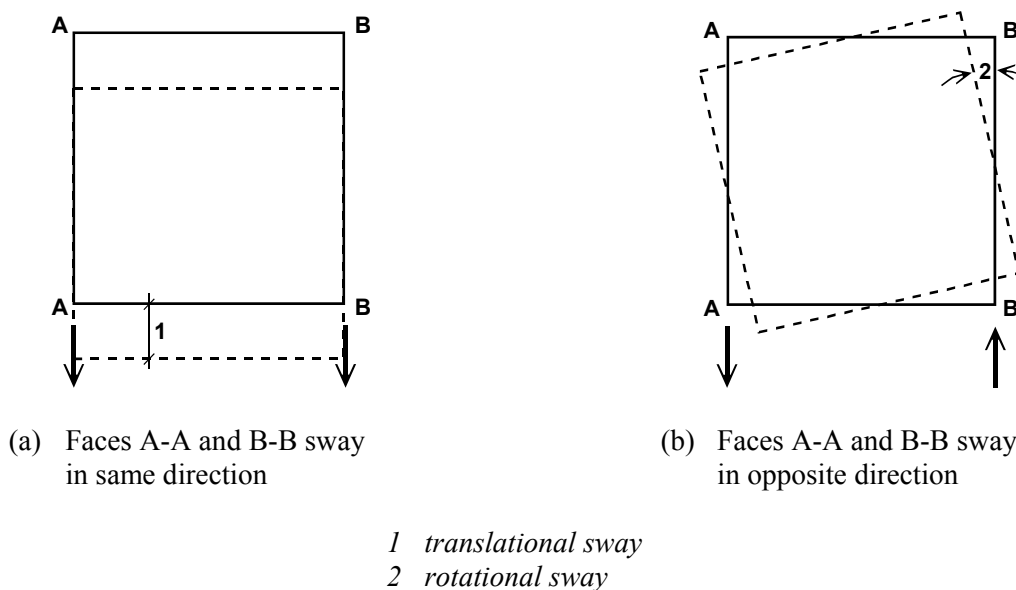 A B
A B
1
A B
2
A B
(a) Faces A-A and B-B sway
in same direction
(b) Faces A-A and B-B sway
in opposite direction
1 translational sway
2 rotational sway